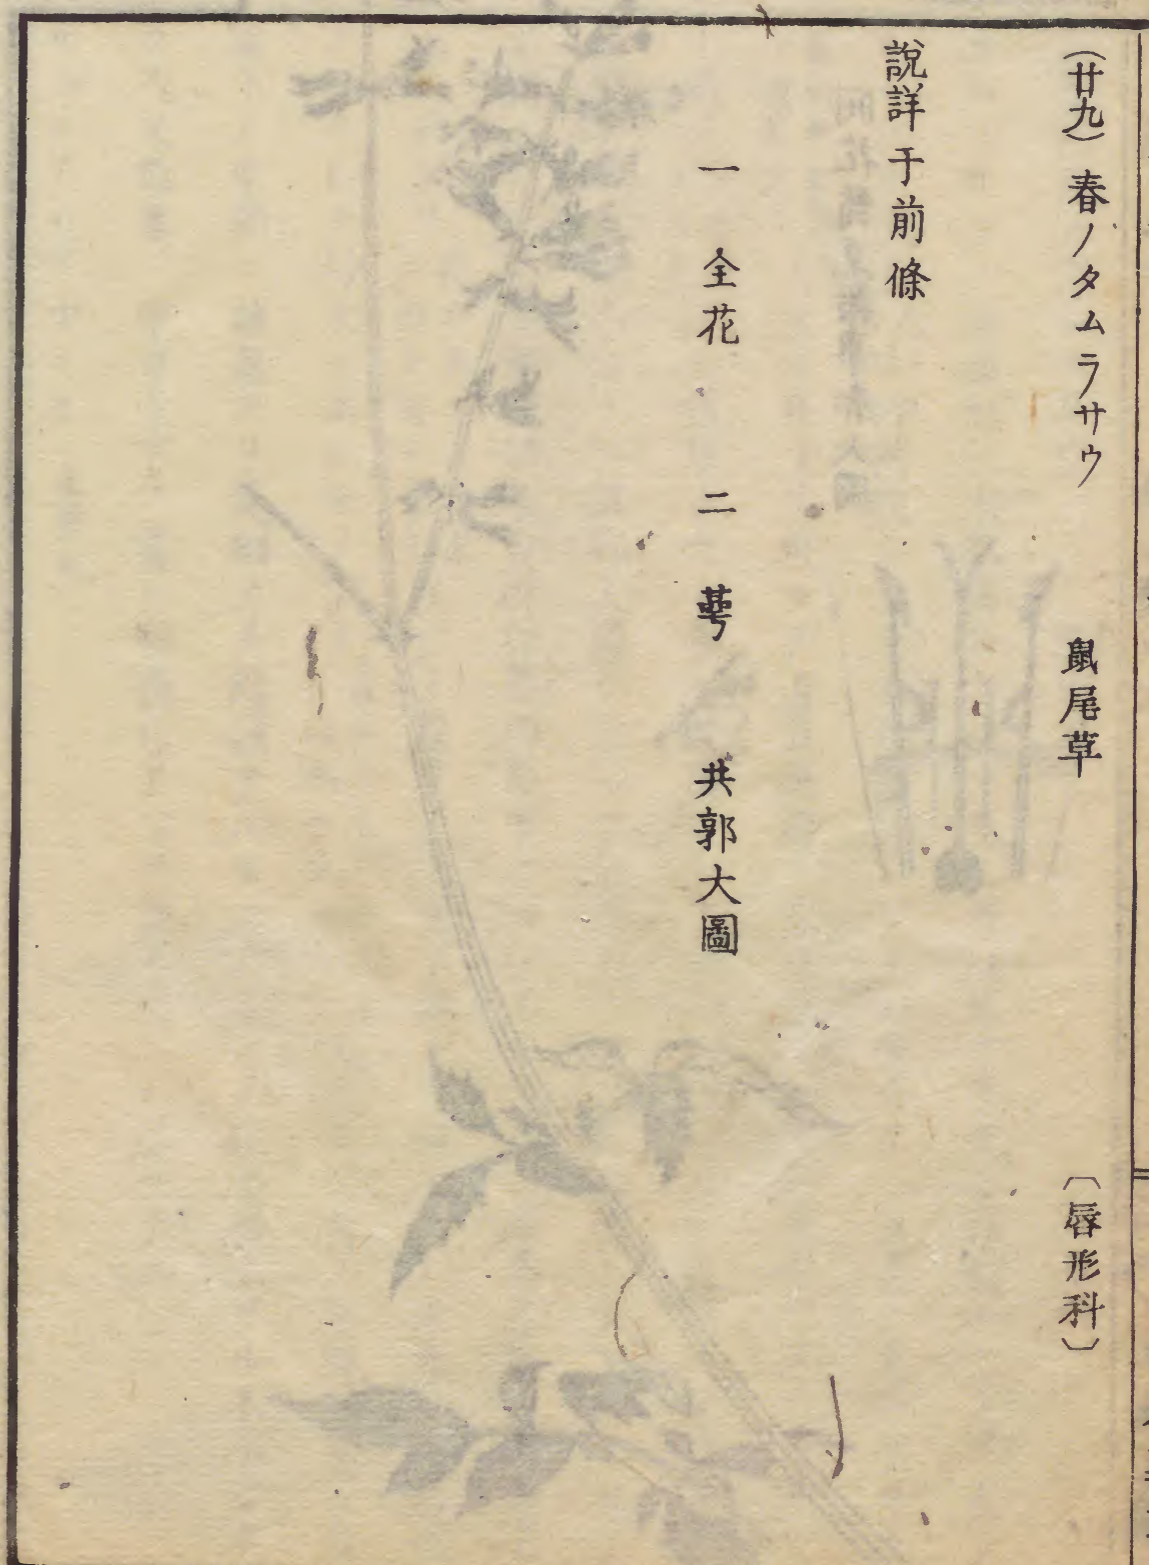 （廿九）春ノタムラサウ　鼠尾草　〔唇形科〕
說詳于前條
一　全花　二　萼　共郭大圖